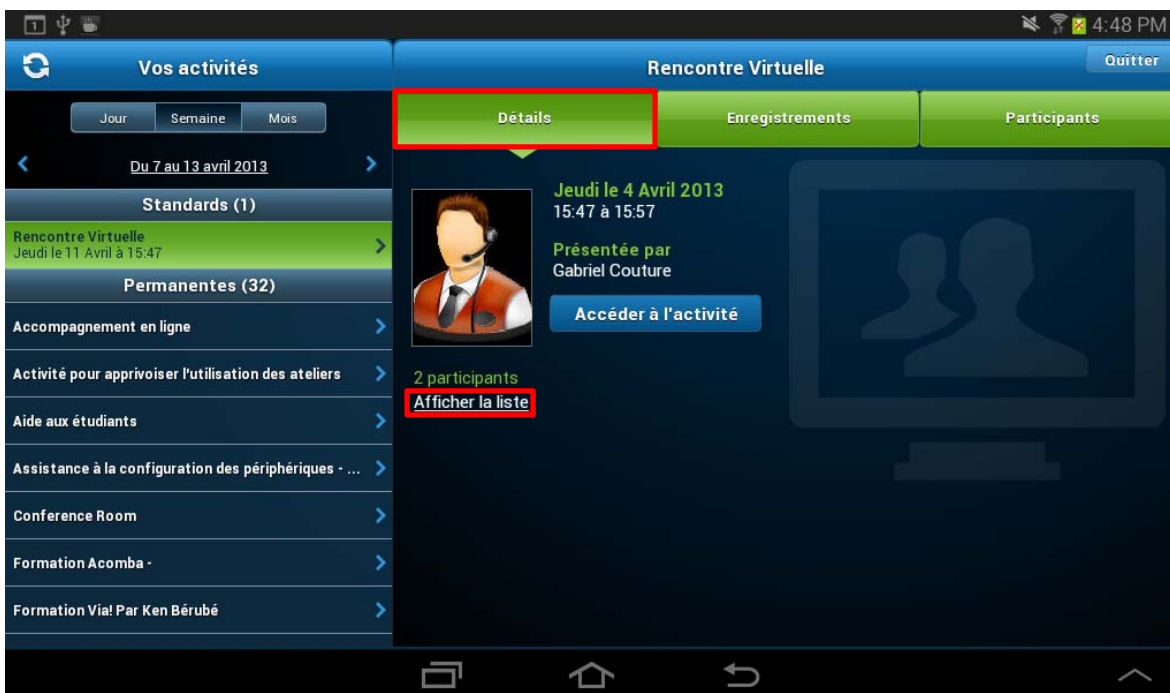 1
4:48 PM
Vos activités
Jour Semaine Mois
Du 7 au 13 avril 2013
Standards (1)
Rencontre Virtuelle
Jeudi le 11 Avril à 15:47
Permanentes (32)
Accompagnement en ligne
Activité pour apprivoiser l'utilisation des ateliers
Aide aux étudiants
Assistance à la configuration des périphériques - ...
Conference Room
Formation Acomba -
Formation Via! Par Ken Bérubé
Rencontre Virtuelle
Quitter
Détails Enregistrements Participants
Jeudi le 4 Avril 2013
15:47 à 15:57
Présentée par
Gabriel Couture
Accéder à l'activité
2 participants
Afficher la liste